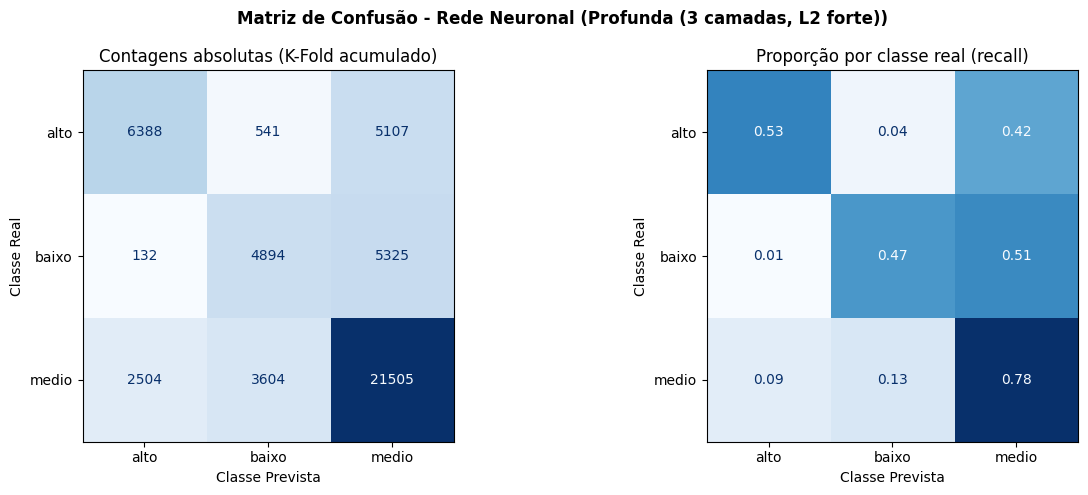 Matriz de Confusão - Rede Neuronal (Profunda (3 camadas, L2 forte))
Contagens absolutas (K-Fold acumulado)
Classe Real
alto 6388 541 5107
baixo 132 4894 5325
medio 2504 3604 21505
alto baixo medio
Classe Prevista
Proporção por classe real (recall)
Classe Real
alto 0.53 0.04 0.42
baixo 0.01 0.47 0.51
medio 0.09 0.13 0.78
alto baixo medio
Classe Prevista